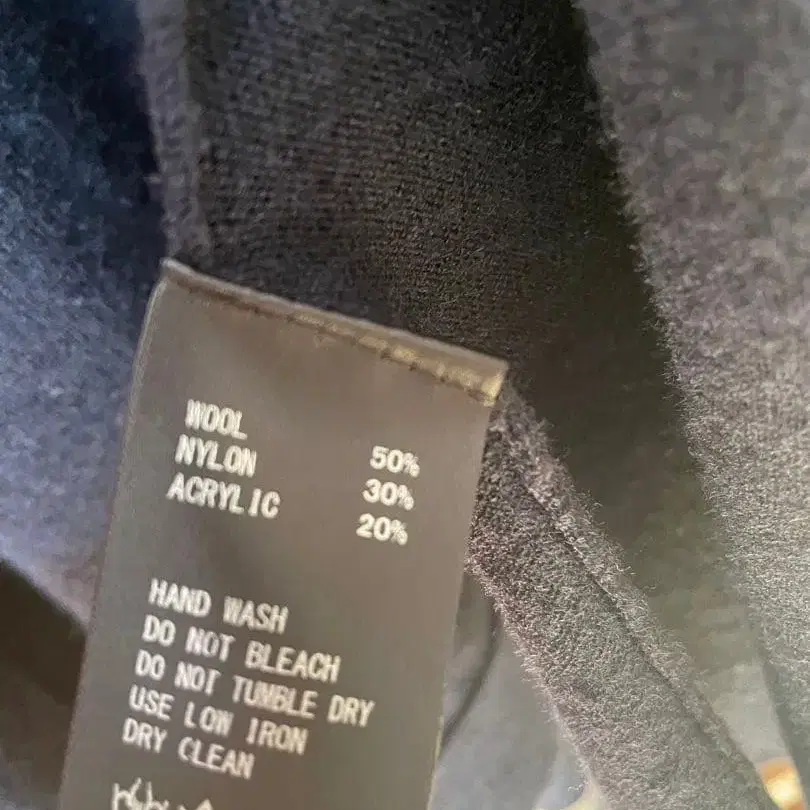 WOOL 50%
NYLON 30%
ACRYLIC 20%
HAND WASH
DO NOT BLEACH
DO NOT TUMBLE DRY
USE LOW IRON
DRY CLEAN